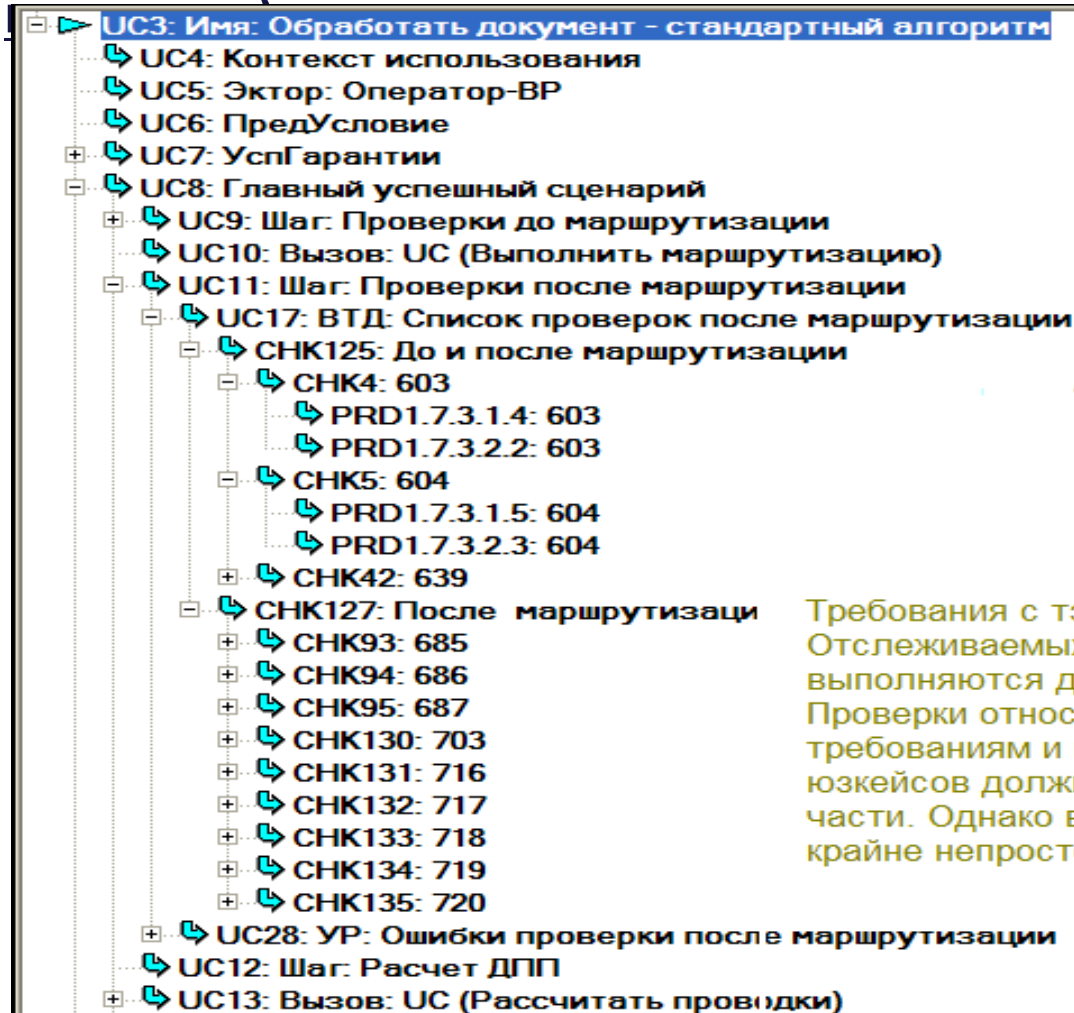 UC3: Имя: Обработать документ - стандартный алгоритм
UC4: Контекст использования
UC5: Эктор: Оператор-ВР
UC6: ПредУсловие
UC7: УспГарантии
UC8: Главный успешный сценарий
UC9: Шаг: Проверки до маршрутизации
UC10: Вызов: UC (Выполнить маршрутизацию)
UC11: Шаг: Проверки после маршрутизации
UC17: ВТД: Список проверок после маршрутизации
CHK125: До и после маршрутизации
CHK4: 603
PRD1.7.3.1.4: 603
PRD1.7.3.2.2: 603
CHK5: 604
PRD1.7.3.1.5: 604
PRD1.7.3.2.3: 604
CHK42: 639
CHK127: После маршрутизаци
CHK93: 685
CHK94: 686
CHK95: 687
CHK130: 703
CHK131: 716
CHK132: 717
CHK133: 718
CHK134: 719
CHK135: 720
UC28: УР: Ошибки проверки после маршрутизации
UC12: Шаг: Расчет ДПП
UC13: Вызов: UC (Рассчитать проводки)
Требования с
Отслеживаемы
выполняются
Проверки относ
требованиям и
юзкейсов долж
части. Однако
крайне непрост